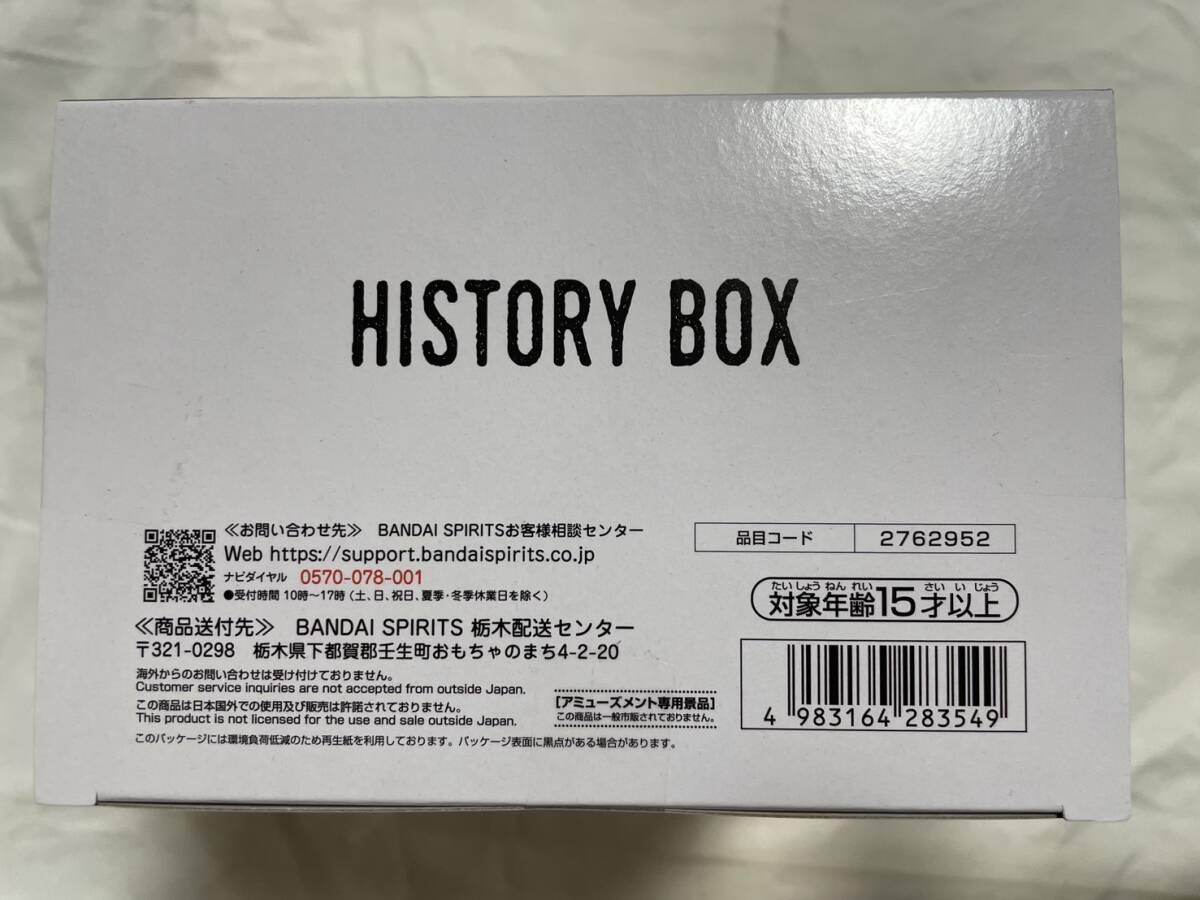 HISTORY BOX
≪お問い合わせ先≫ BANDAI SPIRITSお客様相談センター
Web https://support.bandaispirits.co.jp
ナビダイヤル 0570-078-001
●受付時間 10時〜17時（土、日、祝日、夏季・冬季休業日を除く）
≪商品送付先≫ BANDAI SPIRITS 栃木配送センター
〒321-0298 栃木県下都賀郡壬生町おもちゃのまち4-2-20
海外からのお問い合わせは受け付けておりません。
Customer service inquiries are not accepted from outside Japan.
この商品は日本国外での使用及び販売は許諾されておりません。
This product is not licensed for the use and sale outside Japan.
このパッケージには環境負荷低減のため再生紙を利用しております。パッケージ表面に黒点がある場合があります。
[アミューズメント専用景品]
この商品は一般市販されておりません。
品目コード 2762952
たいしょうねんれい さいいじょう
対象年齢15才以上
4 983164 283549